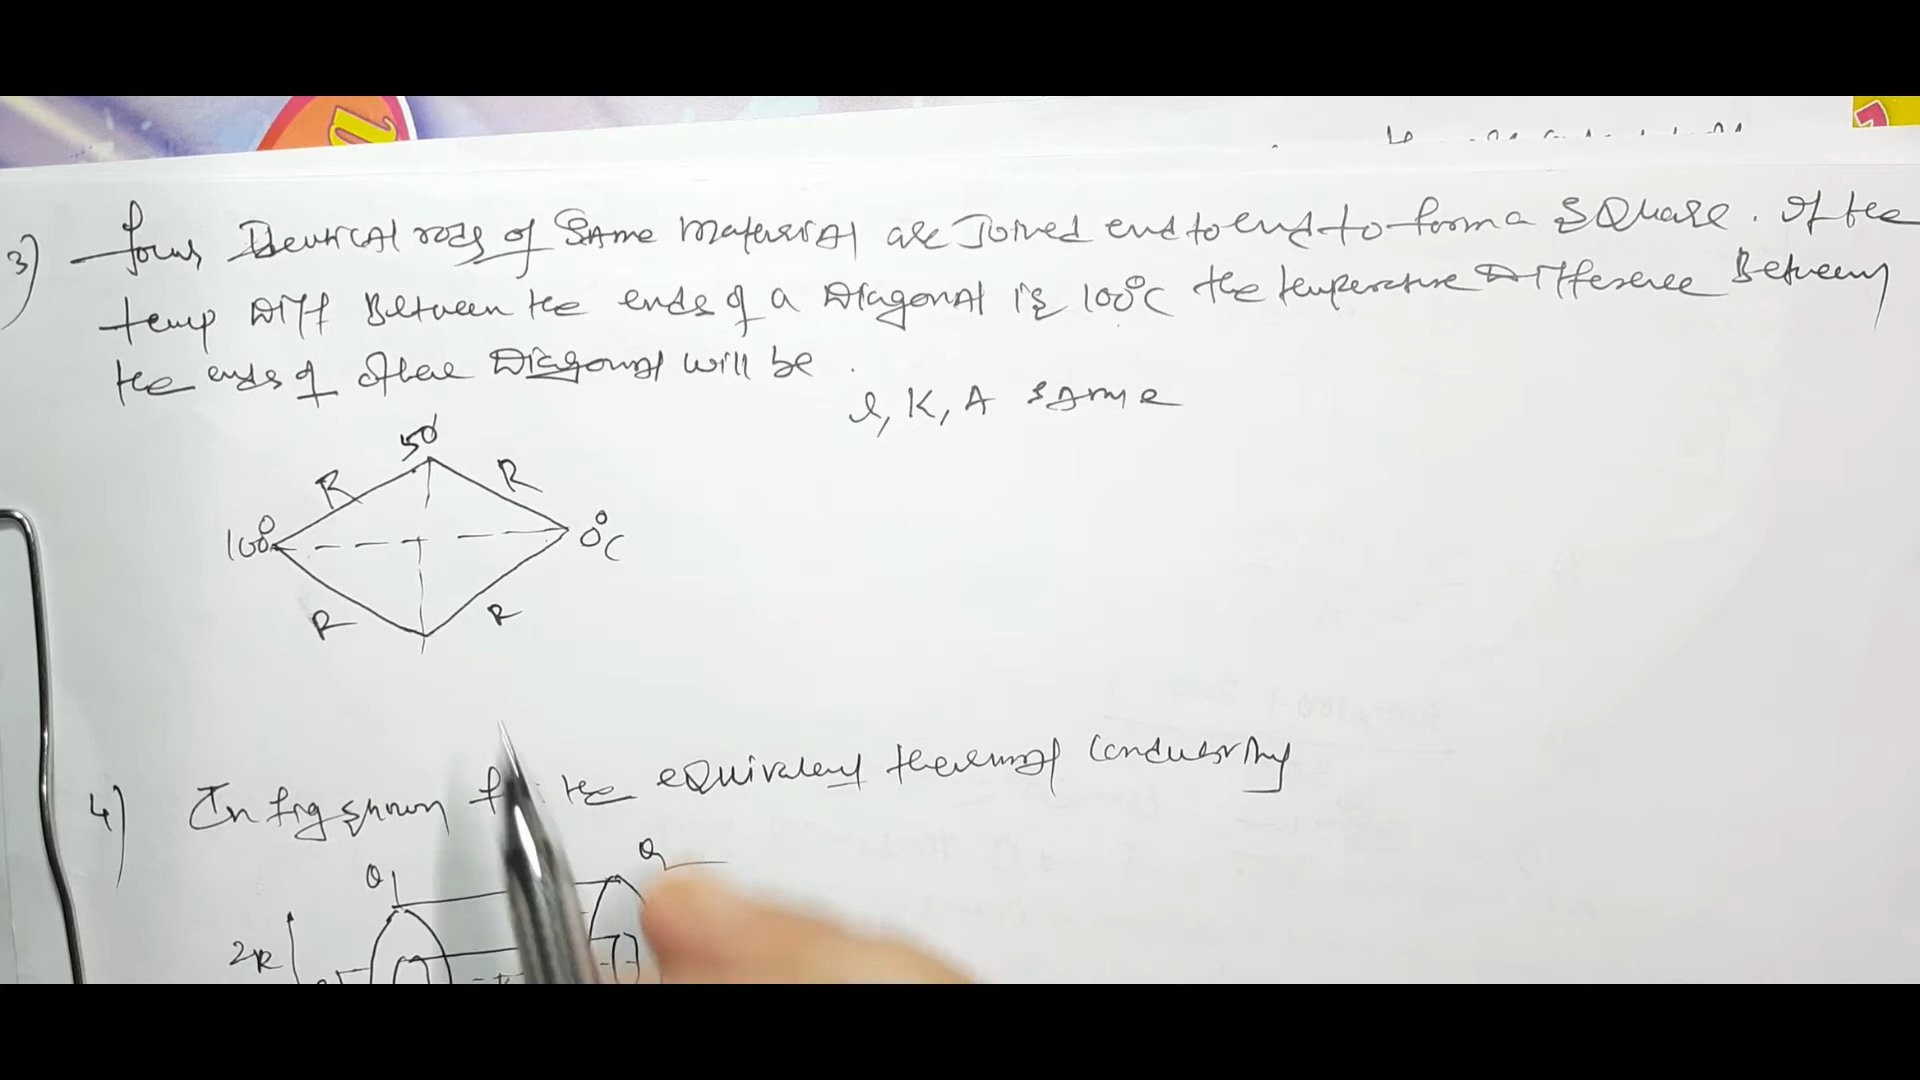 3) four Identical rods of same material are Joined end to end to form a square. If the
temp Diff Between the ends of a Diagonal is 100°C the temperature Difference Between
the ends of other Diagonal will be.
l, K, A same
50
R R
100° 0°C
R R
4) In fig shown the equivalent thermal conductivity
Q1
2R